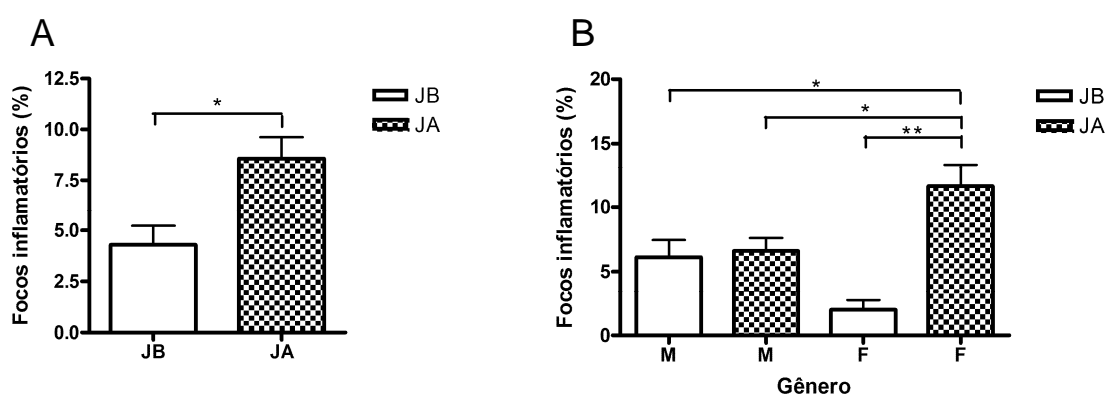 A
Focos inflamatórios (%)
12.5
10.0
7.5
5.0
2.5
0.0
*
JB
JA
JB
JA
B
Focos inflamatórios (%)
20
15
10
5
0
*
*
**
JB
JA
M
M
F
F
Gênero